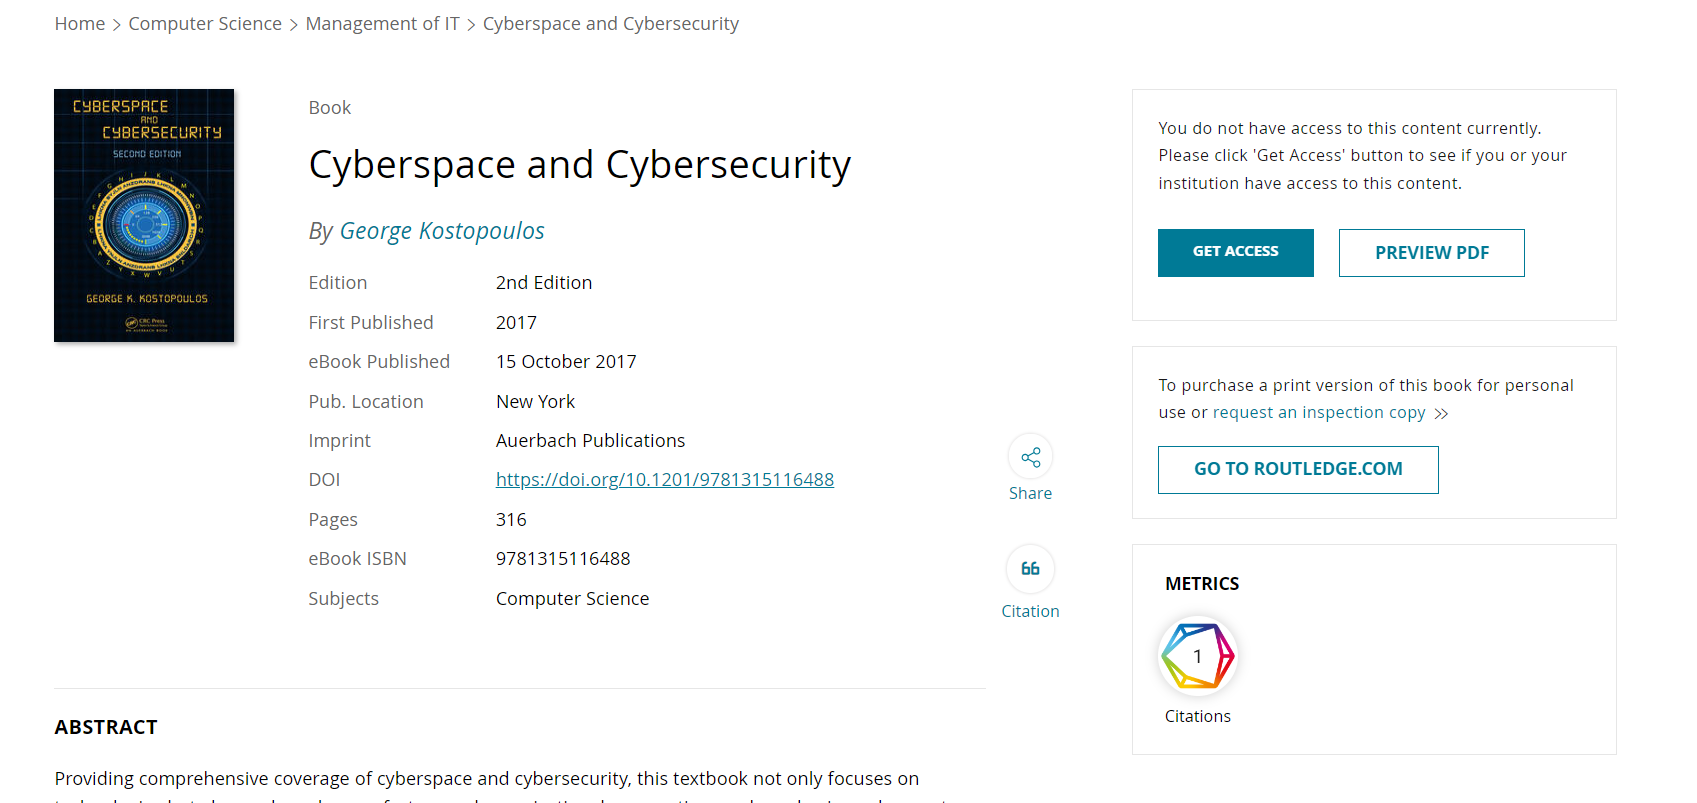 Home > Computer Science > Management of IT > Cyberspace and Cybersecurity
CYBERSPACE
AND
CYBERSECURITY
SECOND EDITION
GEORGE K. KOSTOPOULOS
CRC Press
Book
Cyberspace and Cybersecurity
By George Kostopoulos
Edition 2nd Edition
First Published 2017
eBook Published 15 October 2017
Pub. Location New York
Imprint Auerbach Publications
DOI https://doi.org/10.1201/9781315116488
Pages 316
eBook ISBN 9781315116488
Subjects Computer Science
Share
Citation
You do not have access to this content currently.
Please click 'Get Access' button to see if you or your
institution have access to this content.
GET ACCESS
PREVIEW PDF
To purchase a print version of this book for personal
use or request an inspection copy >>
GO TO ROUTLEDGE.COM
METRICS
1
Citations
ABSTRACT
Providing comprehensive coverage of cyberspace and cybersecurity, this textbook not only focuses on